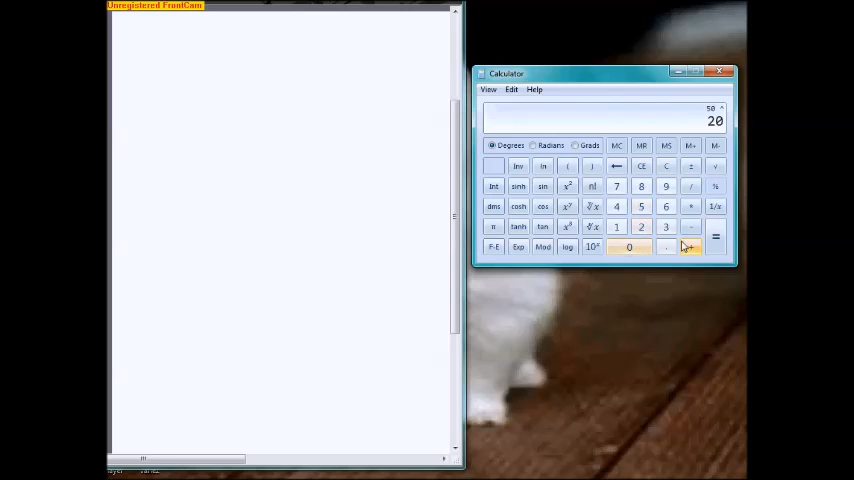 Unregistered FrontCam
Calculator
View Edit Help
50 ^
20
Degrees Radians Grads MC MR MS M+ M-
Inv ln ( ) ← CE C ± √
Int sinh sin x² n! 7 8 9 / %
dms cosh cos xʸ ʸ√x 4 5 6 * 1/x
π tanh tan x³ ³√x 1 2 3 - =
F-E Exp Mod log 10ˣ 0 . +